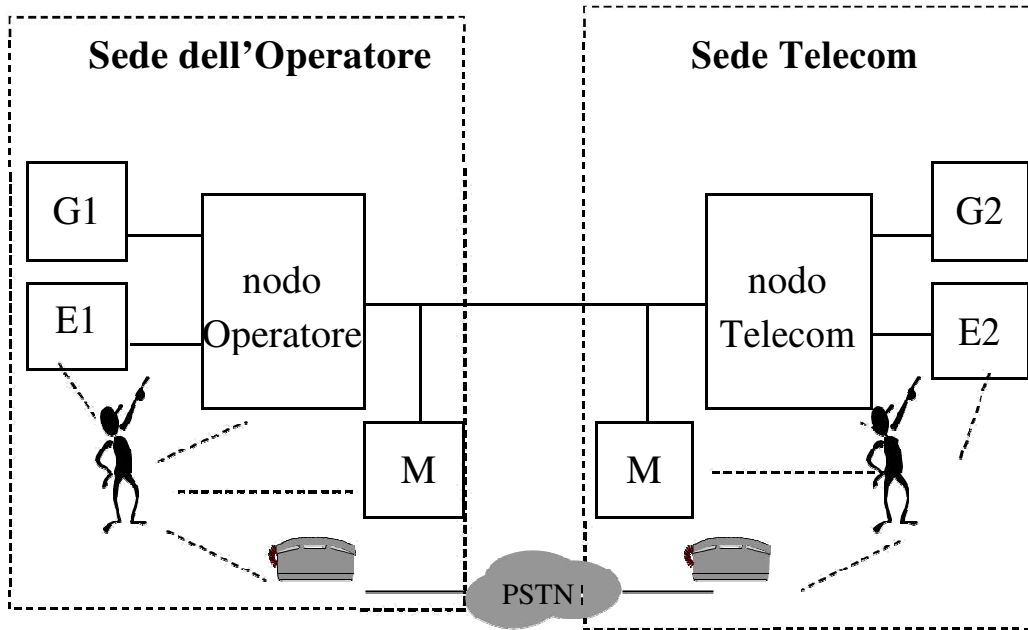 Sede dell'Operatore
Sede Telecom
G1
E1
nodo
Operatore
nodo
Telecom
G2
E2
M
M
PSTN